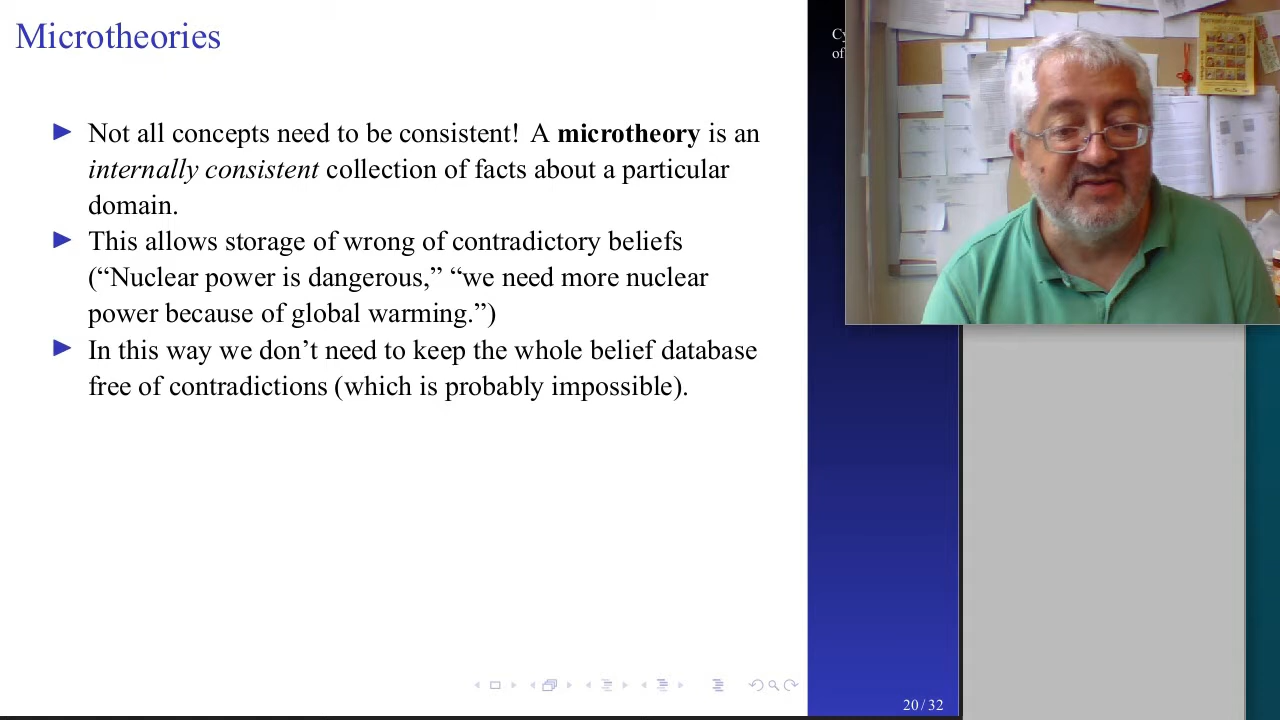 Microtheories
Not all concepts need to be consistent! A microtheory is an
internally consistent collection of facts about a particular
domain.
This allows storage of wrong of contradictory beliefs
(“Nuclear power is dangerous,” “we need more nuclear
power because of global warming.”)
In this way we don’t need to keep the whole belief database
free of contradictions (which is probably impossible).
Cy
of
20 / 32